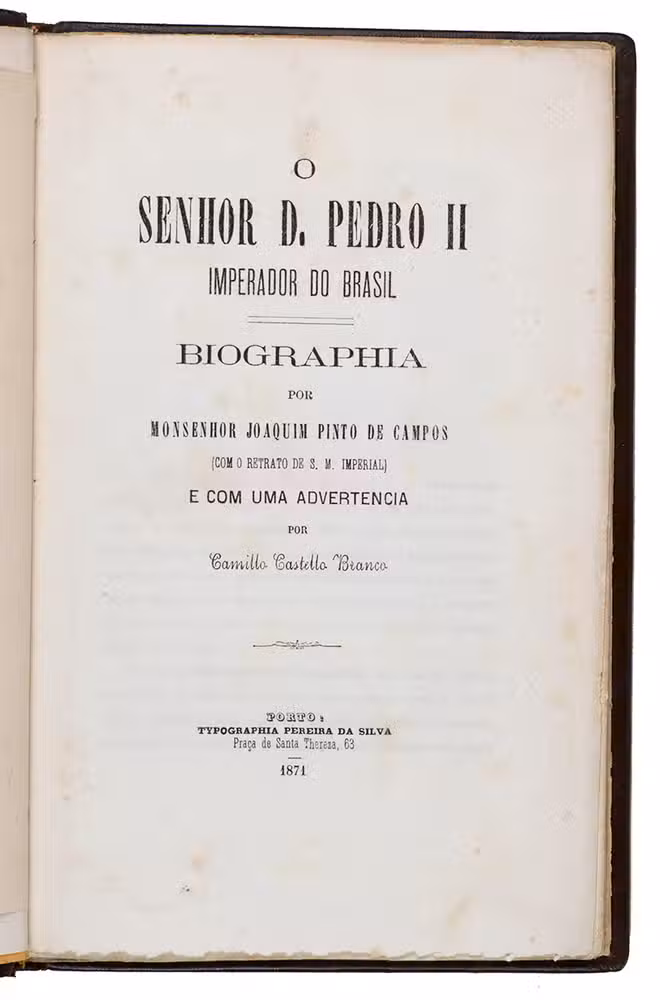 O
SENHOR D. PEDRO II
IMPERADOR DO BRASIL
BIOGRAPHIA
POR
MONSENHOR JOAQUIM PINTO DE CAMPOS
(COM O RETRATO DE S. M. IMPERIAL)
E COM UMA ADVERTENCIA
POR
Camillo Castello Branco
PORTO:
TYPOGRAPHIA PEREIRA DA SILVA
Praça de Santa Thereza, 63
1871